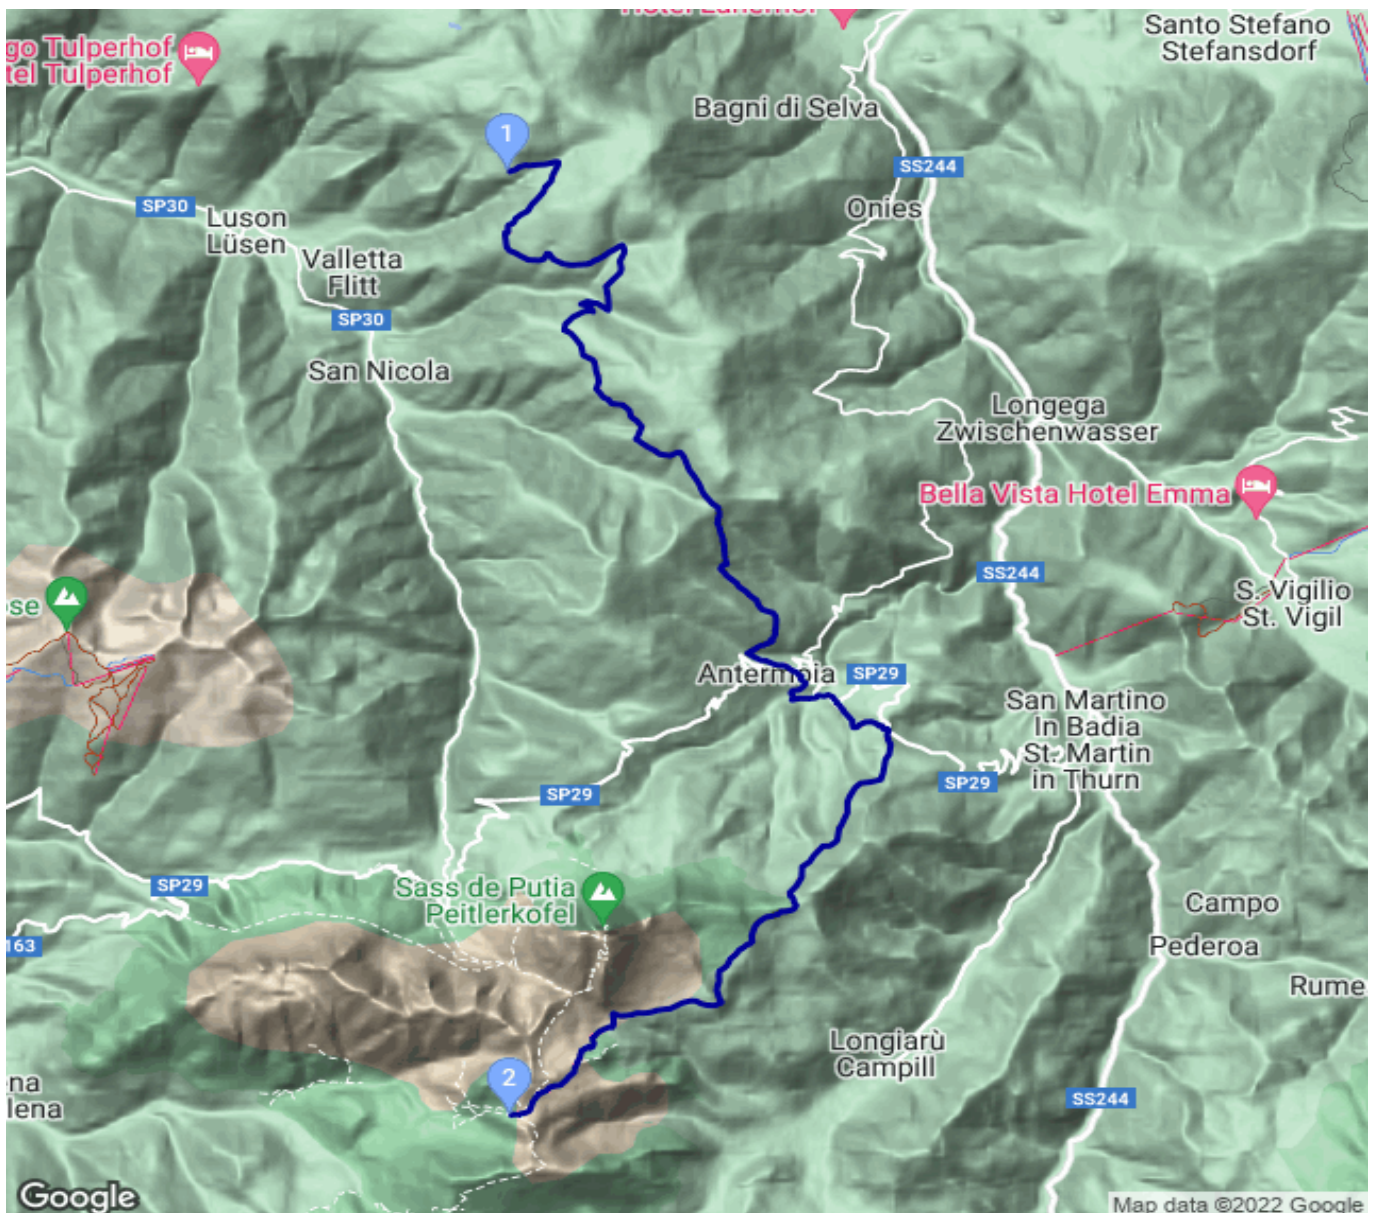 Santo Stefano
Stefansdorf
go Tulperhof
tel Tulperhof
Bagni di Selva
1
SS244
SP30
Luson
Lüsen
Onies
Valletta
Flitt
SP30
San Nicola
Longega
Zwischenwasser
Bella Vista Hotel Emma
SS244
S. Vigilio
St. Vigil
ose
Antermoia
SP29
San Martino
In Badia
St. Martin
in Thurn
SP29
SP29
Sass de Putia
Peitlerkofel
SP29
Campo
163
Pederoa
Rume
Longiarù
Campill
2
na
lena
SS244
Google
Map data ©2022 Google